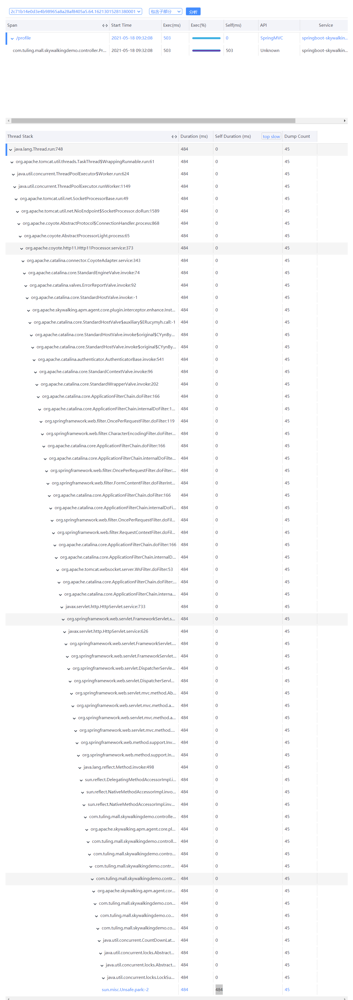 2c71b14e0d3e4b98965a8a28af8405a5.64.16213015281380001 包含子部分 分析
Span Start Time Exec(ms) Exec(%) Self(ms) API Service
/profile 2021-05-18 09:32:08 503 0 SpringMVC springboot-skywalkin...
com.tuling.mall.skywalkingdemo.controller.Pr... 2021-05-18 09:32:08 503 503 Unknown springboot-skywalkin...
Thread Stack Duration (ms) Self Duration (ms) top slow Dump Count
java.lang.Thread.run:748 484 0 45
org.apache.tomcat.util.threads.TaskThread$WrappingRunnable.run:61 484 0 45
java.util.concurrent.ThreadPoolExecutor$Worker.run:624 484 0 45
java.util.concurrent.ThreadPoolExecutor.runWorker:1149 484 0 45
org.apache.tomcat.util.net.SocketProcessorBase.run:49 484 0 45
org.apache.tomcat.util.net.NioEndpoint$SocketProcessor.doRun:1589 484 0 45
org.apache.coyote.AbstractProtocol$ConnectionHandler.process:868 484 0 45
org.apache.coyote.AbstractProcessorLight.process:65 484 0 45
org.apache.coyote.http11.Http11Processor.service:373 484 0 45
org.apache.catalina.connector.CoyoteAdapter.service:343 484 0 45
org.apache.catalina.core.StandardEngineValve.invoke:74 484 0 45
org.apache.catalina.valves.ErrorReportValve.invoke:92 484 0 45
org.apache.catalina.core.StandardHostValve.invoke:-1 484 0 45
org.apache.skywalking.apm.agent.core.plugin.interceptor.enhance.Inst... 484 0 45
org.apache.catalina.core.StandardHostValve$auxiliary$ERucymyh.call:-1 484 0 45
org.apache.catalina.core.StandardHostValve.invoke$original$CYynBy... 484 0 45
org.apache.catalina.core.StandardHostValve.invoke$original$CYynBy... 484 0 45
org.apache.catalina.authenticator.AuthenticatorBase.invoke:541 484 0 45
org.apache.catalina.core.StandardContextValve.invoke:96 484 0 45
org.apache.catalina.core.StandardWrapperValve.invoke:202 484 0 45
org.apache.catalina.core.ApplicationFilterChain.doFilter:166 484 0 45
org.apache.catalina.core.ApplicationFilterChain.internalDoFilter:1... 484 0 45
org.springframework.web.filter.OncePerRequestFilter.doFilter:119 484 0 45
org.springframework.web.filter.CharacterEncodingFilter.doFilter... 484 0 45
org.apache.catalina.core.ApplicationFilterChain.doFilter:166 484 0 45
org.apache.catalina.core.ApplicationFilterChain.internalDoFilte... 484 0 45
org.springframework.web.filter.OncePerRequestFilter.doFilter:... 484 0 45
org.springframework.web.filter.FormContentFilter.doFilterInt... 484 0 45
org.apache.catalina.core.ApplicationFilterChain.doFilter:166 484 0 45
org.apache.catalina.core.ApplicationFilterChain.internalDoFi... 484 0 45
org.springframework.web.filter.OncePerRequestFilter.doFil... 484 0 45
org.springframework.web.filter.RequestContextFilter.doFil... 484 0 45
org.apache.catalina.core.ApplicationFilterChain.doFilter:166 484 0 45
org.apache.catalina.core.ApplicationFilterChain.internalD... 484 0 45
org.apache.tomcat.websocket.server.WsFilter.doFilter:53 484 0 45
org.apache.catalina.core.ApplicationFilterChain.doFilter:... 484 0 45
org.apache.catalina.core.ApplicationFilterChain.interna... 484 0 45
javax.servlet.http.HttpServlet.service:733 484 0 45
org.springframework.web.servlet.FrameworkServlet.s... 484 0 45
javax.servlet.http.HttpServlet.service:626 484 0 45
org.springframework.web.servlet.FrameworkServlet.... 484 0 45
org.springframework.web.servlet.FrameworkServlet... 484 0 45
org.springframework.web.servlet.DispatcherServle... 484 0 45
org.springframework.web.servlet.DispatcherServl... 484 0 45
org.springframework.web.servlet.mvc.method.Ab... 484 0 45
org.springframework.web.servlet.mvc.method.a... 484 0 45
org.springframework.web.servlet.mvc.method.a... 484 0 45
org.springframework.web.servlet.mvc.method.... 484 0 45
org.springframework.web.method.support.Inv... 484 0 45
org.springframework.web.method.support.In... 484 0 45
java.lang.reflect.Method.invoke:498 484 0 45
sun.reflect.DelegatingMethodAccessorImpl.i... 484 0 45
sun.reflect.NativeMethodAccessorImpl.invo... 484 0 45
sun.reflect.NativeMethodAccessorImpl.inv... 484 0 45
com.tuling.mall.skywalkingdemo.controlle... 484 0 45
org.apache.skywalking.apm.agent.core.pl... 484 0 45
com.tuling.mall.skywalkingdemo.controll... 484 0 45
com.tuling.mall.skywalkingdemo.contro... 484 0 45
com.tuling.mall.skywalkingdemo.contr... 484 0 45
com.tuling.mall.skywalkingdemo.contr... 484 0 45
org.apache.skywalking.apm.agent.cor... 484 0 45
com.tuling.mall.skywalkingdemo.con... 484 0 45
com.tuling.mall.skywalkingdemo.co... 484 0 45
com.tuling.mall.skywalkingdemo.co... 484 0 45
java.util.concurrent.CountDownLat... 484 0 45
java.util.concurrent.locks.Abstract... 484 0 45
java.util.concurrent.locks.Abstract... 484 0 45
java.util.concurrent.locks.LockSu... 484 0 45
sun.misc.Unsafe.park:-2 484 484 45